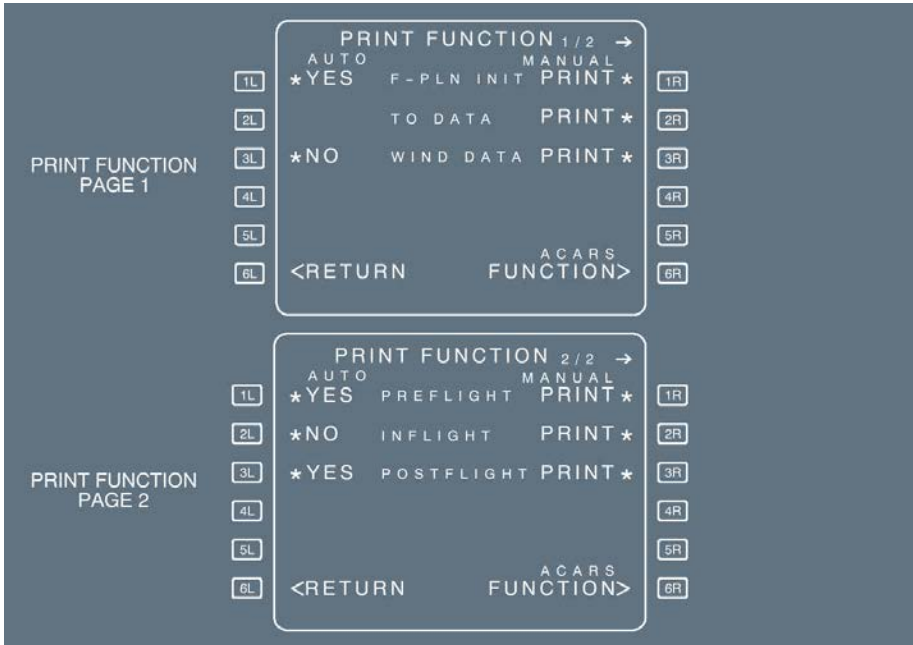 PRINT FUNCTION 1/2 →
AUTO MANUAL
1L *YES F-PLN INIT PRINT* 1R
2L TO DATA PRINT* 2R
3L *NO WIND DATA PRINT* 3R
PRINT FUNCTION
PAGE 1
4L 4R
5L 5R
ACARS
6L <RETURN FUNCTION> 6R
PRINT FUNCTION 2/2 →
AUTO MANUAL
1L *YES PREFLIGHT PRINT* 1R
2L *NO INFLIGHT PRINT* 2R
3L *YES POSTFLIGHT PRINT* 3R
PRINT FUNCTION
PAGE 2
4L 4R
5L 5R
ACARS
6L <RETURN FUNCTION> 6R